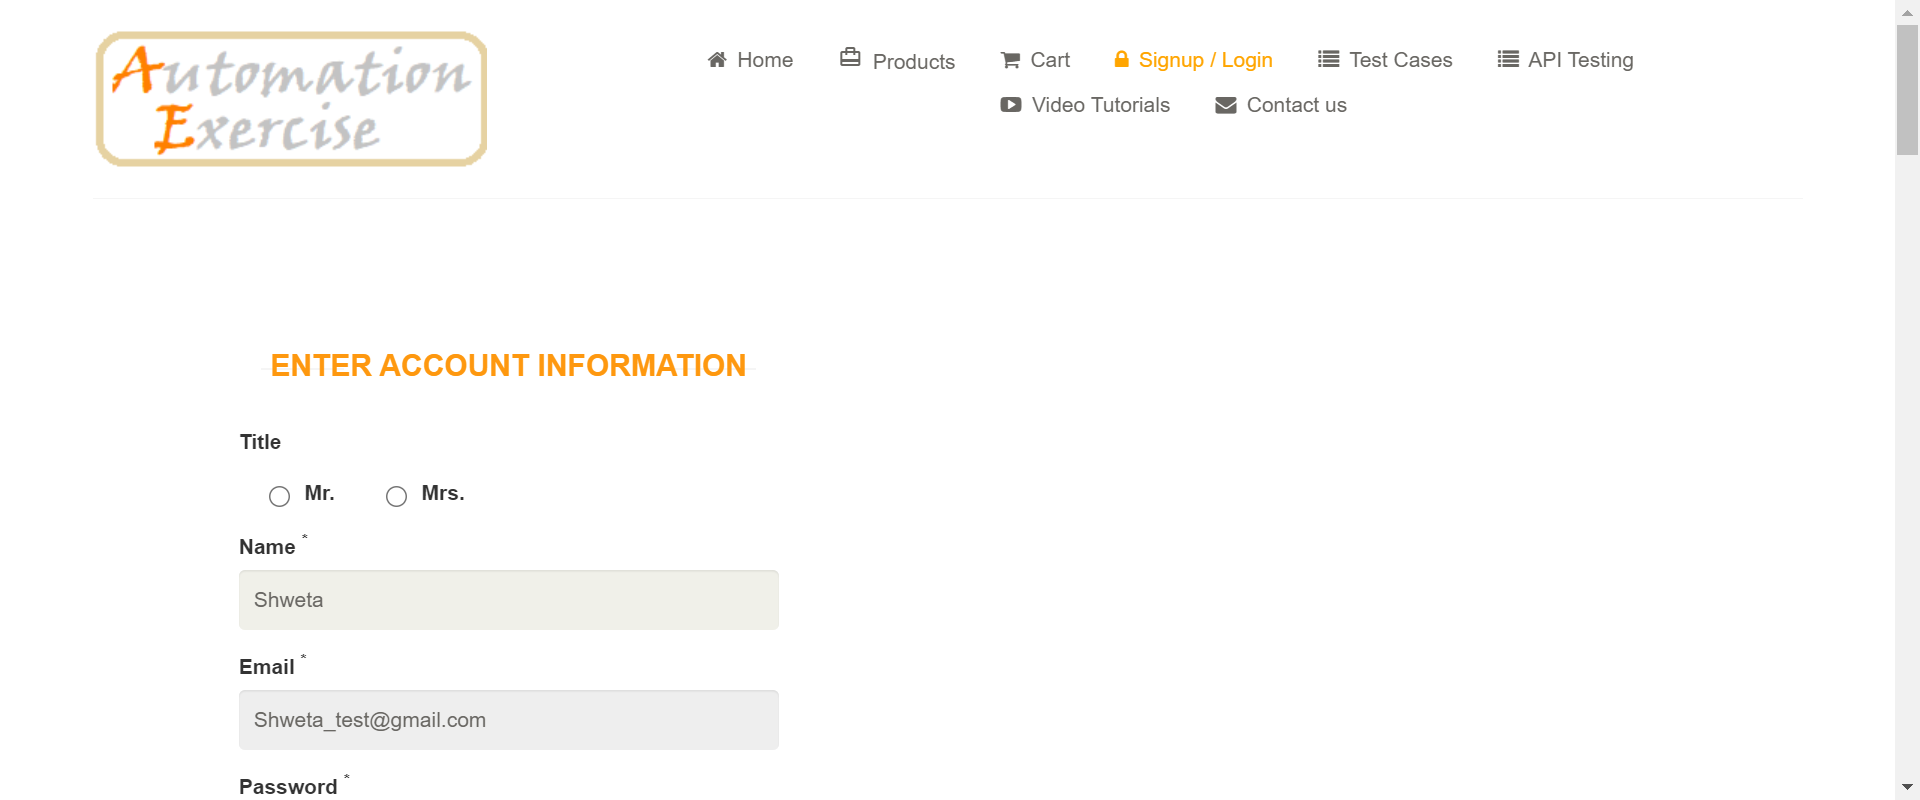 Automation
Exercise
Home Products Cart Signup / Login Test Cases API Testing
Video Tutorials Contact us
ENTER ACCOUNT INFORMATION
Title
Mr. Mrs.
Name *
Shweta
Email *
Shweta_test@gmail.com
Password *